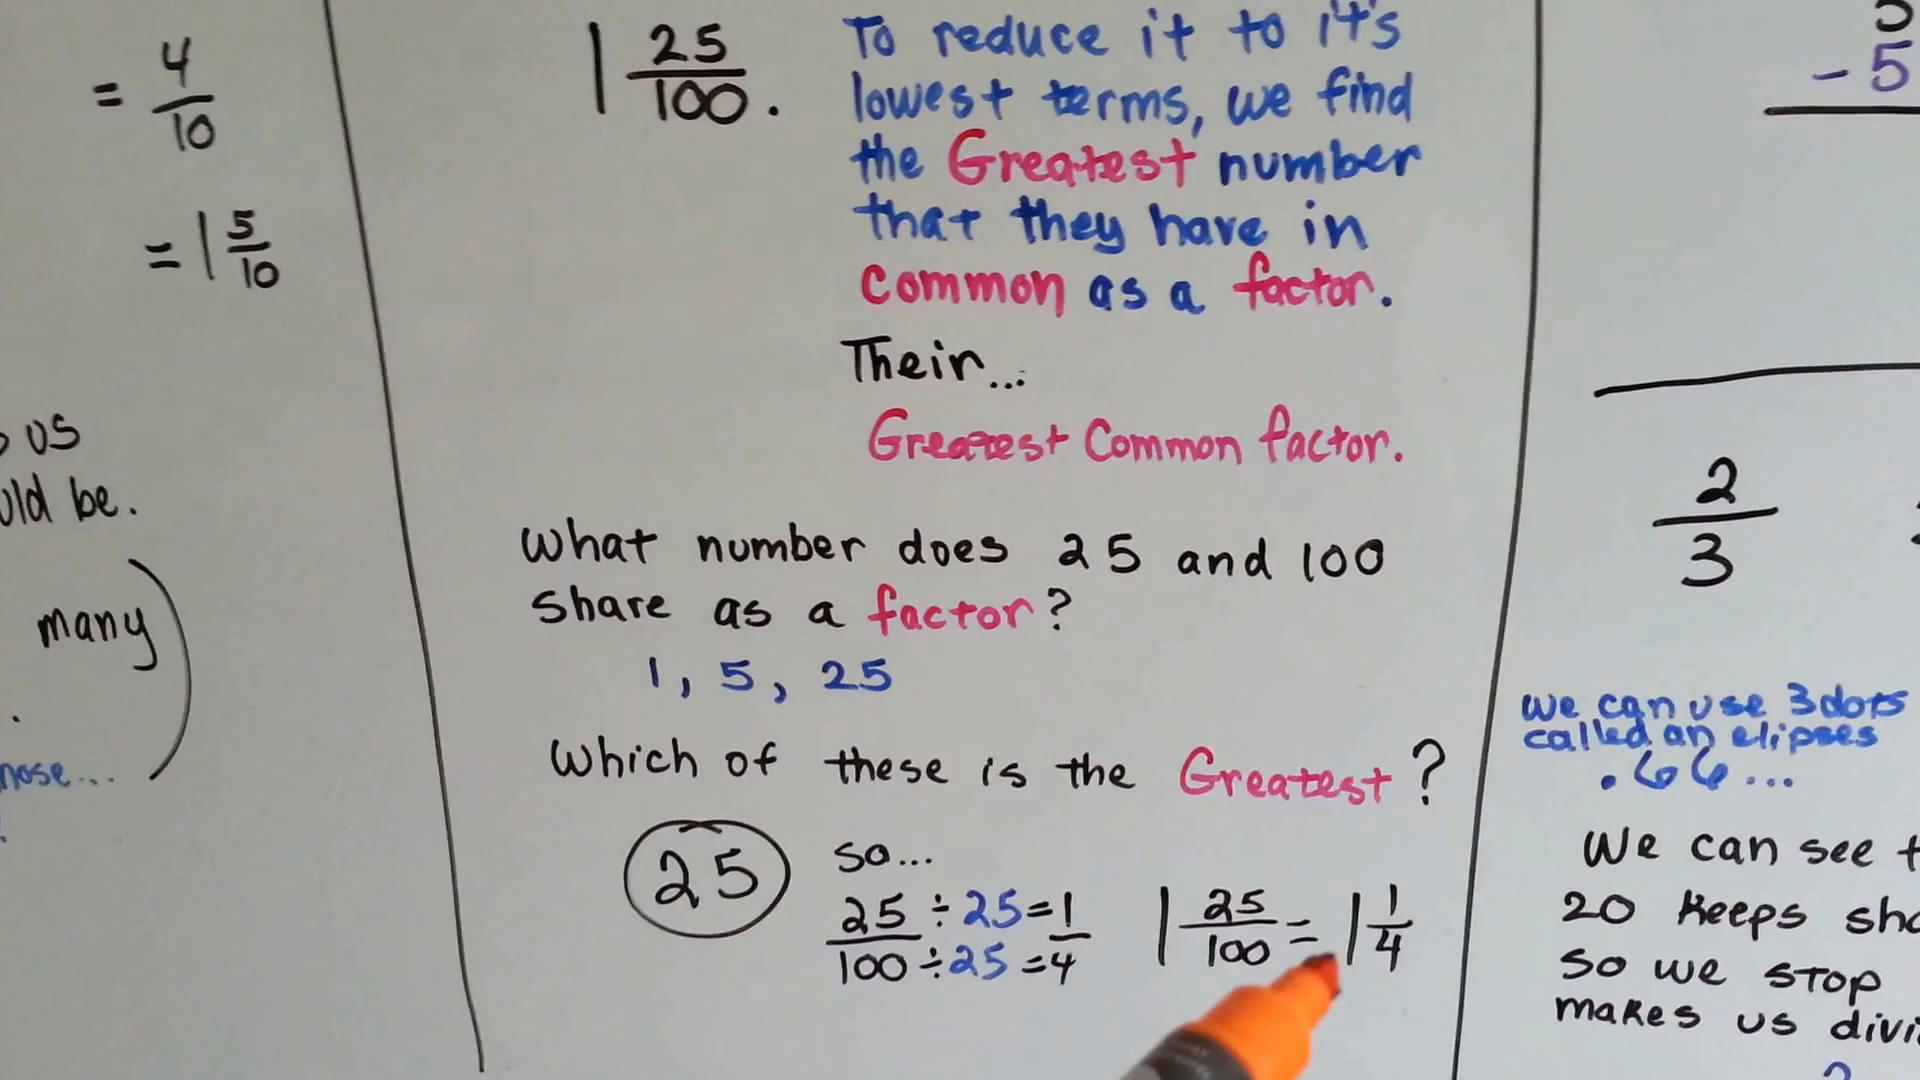 = 4/10
= 1 5/10
us
uld be.
many)
.
nose...
1 25/100.
To reduce it to it's
lowest terms, we find
the Greatest number
that they have in
common as a factor.
Their...
Greatest Common factor.
What number does 25 and 100
share as a factor?
1, 5, 25
Which of these is the Greatest?
25
so...
25 ÷ 25 = 1
100 ÷ 25 = 4
1 25/100 = 1 1/4
- 5
2
3
we can use 3 dots
called an elipses
.66...
We can see t
20 keeps sho
so we stop
makes us divi